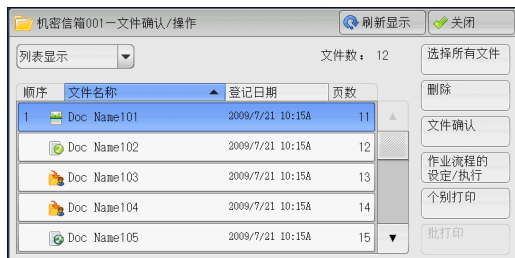 机密信箱001—文件确认/操作 刷新显示 关闭
列表显示 文件数： 12 选择所有文件
顺序 文件名称 登记日期 页数 删除
1 Doc Name101 2009/7/21 10:15A 11
文件确认
Doc Name102 2009/7/21 10:15A 12
作业流程的
设定/执行
Doc Name103 2009/7/21 10:15A 13
个别打印
Doc Name104 2009/7/21 10:15A 14
批打印
Doc Name105 2009/7/21 10:15A 15